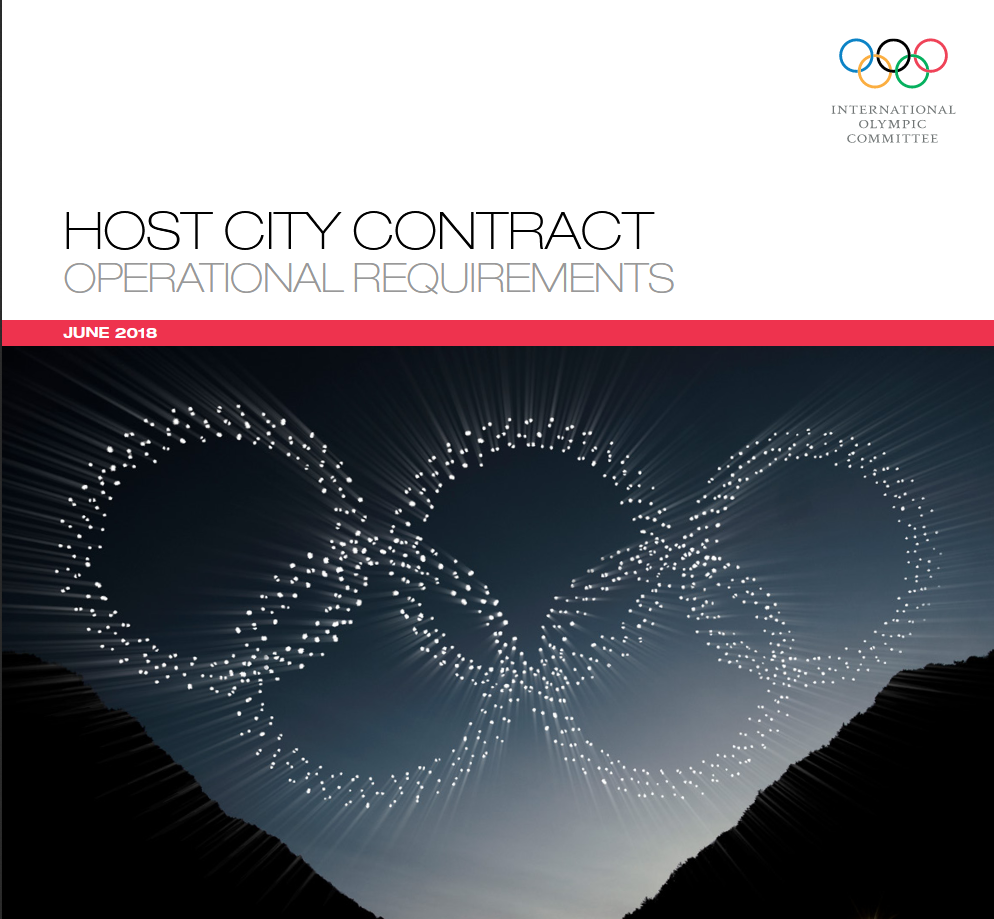 INTERNATIONAL
OLYMPIC
COMMITTEE
HOST CITY CONTRACT
OPERATIONAL REQUIREMENTS
JUNE 2018